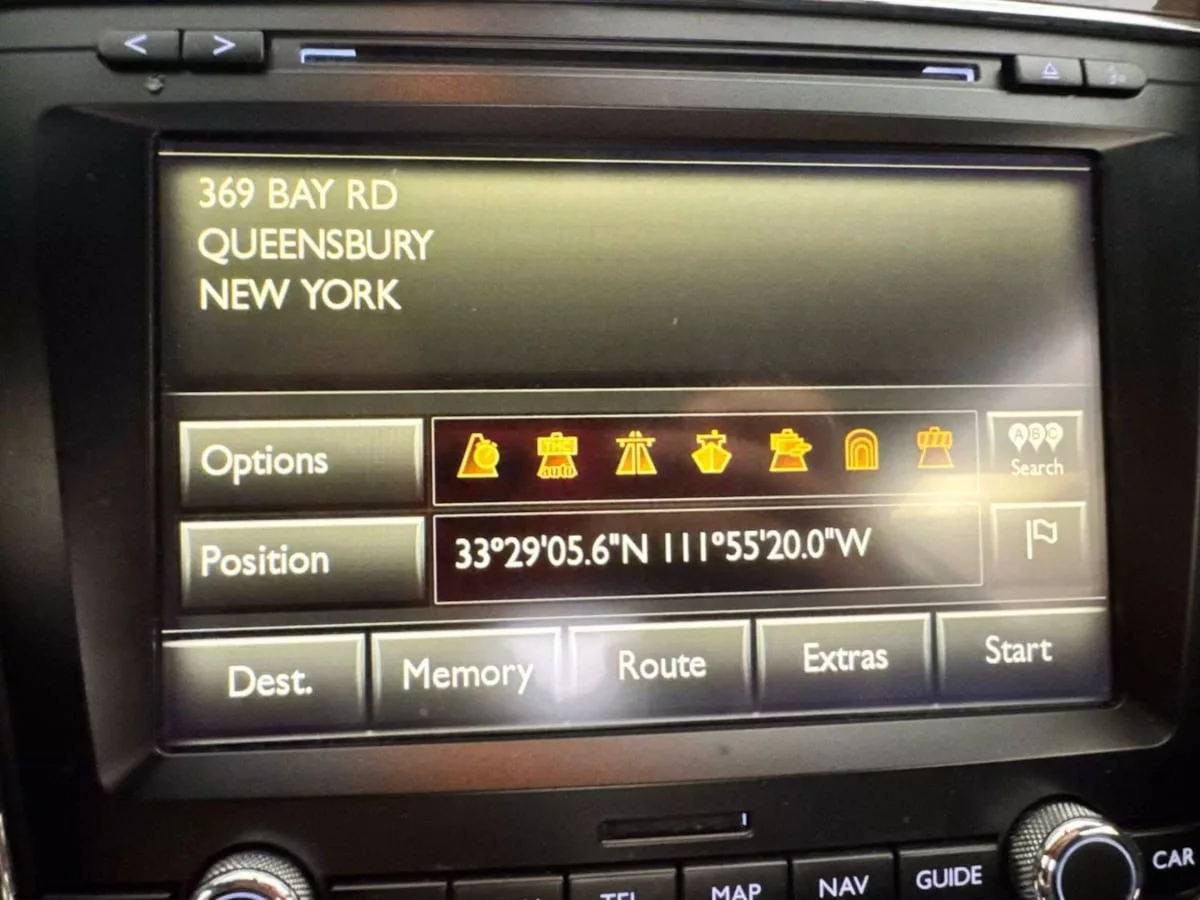 369 BAY RD
QUEENSBURY
NEW YORK
Options
TMC
auto
A B C
Search
Position
33°29'05.6"N 111°55'20.0"W
Dest.
Memory
Route
Extras
Start
MAP
NAV
GUIDE
CAR